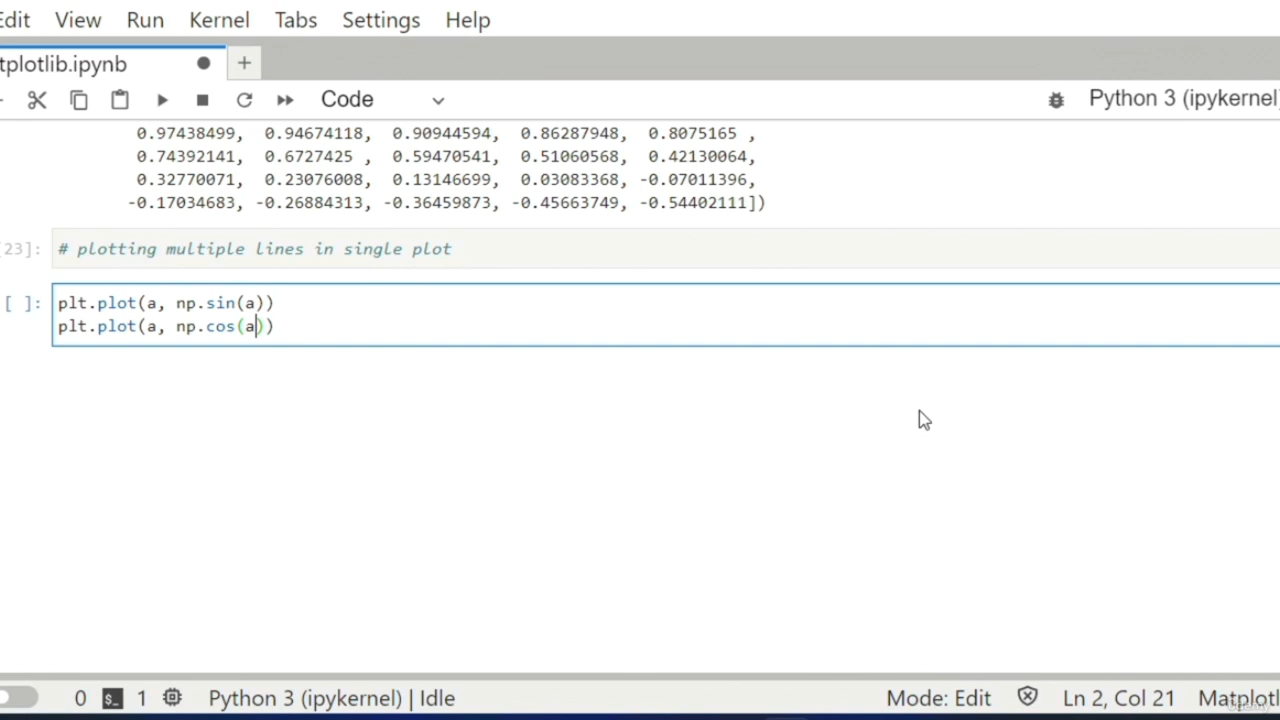 Edit View Run Kernel Tabs Settings Help
tplotlib.ipynb
Code Python 3 (ipykernel)
0.97438499, 0.94674118, 0.90944594, 0.86287948, 0.8075165 ,
0.74392141, 0.6727425 , 0.59470541, 0.51060568, 0.42130064,
0.32770071, 0.23076008, 0.13146699, 0.03083368, -0.07011396,
-0.17034683, -0.26884313, -0.36459873, -0.45663749, -0.54402111])
23]: # plotting multiple lines in single plot
[ ]: plt.plot(a, np.sin(a))
plt.plot(a, np.cos(a))
0 $_ 1 Python 3 (ipykernel) | Idle Mode: Edit Ln 2, Col 21 Matplotl
Udemy